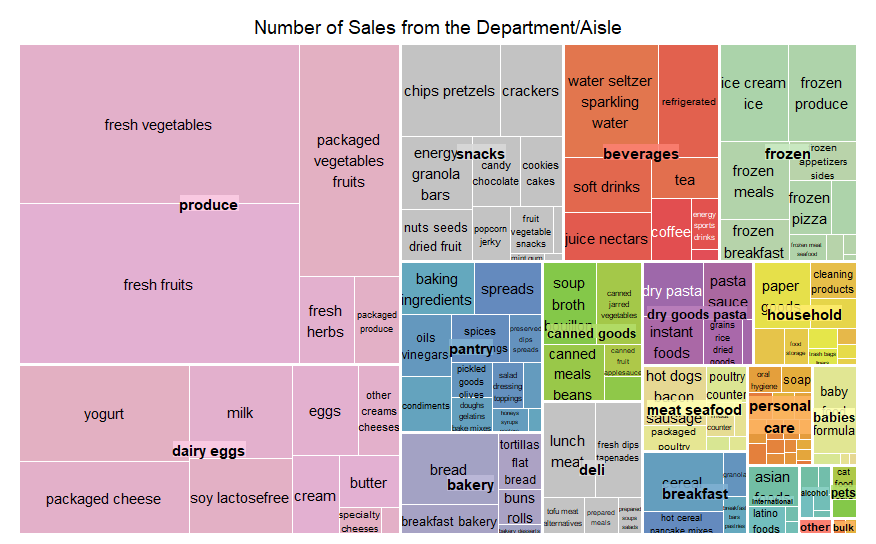 Number of Sales from the Department/Aisle
fresh vegetables
fresh fruits
packaged
vegetables
fruits
fresh
herbs
packaged
produce
produce
yogurt
milk
packaged cheese
soy lactosefree
eggs
other
creams
cheeses
cream
butter
specialty
cheeses
dairy eggs
chips pretzels
crackers
energy
granola
bars
candy
chocolate
cookies
cakes
nuts seeds
dried fruit
popcorn
jerky
fruit
vegetable
snacks
mint gum
snacks
water seltzer
sparkling
water
refrigerated
soft drinks
tea
juice nectars
coffee
energy
sports
drinks
beverages
ice cream
ice
frozen
produce
frozen
meals
frozen
appetizers
sides
frozen
pizza
frozen
breakfast
frozen meat
seafood
frozen
baking
ingredients
spreads
oils
vinegars
spices
preserved
dips
spreads
pickled
goods
olives
salad
dressing
toppings
condiments
doughs
gelatins
bake mixes
honeys
syrups
pantry
soup
broth
canned
jarred
vegetables
canned
meals
beans
canned
fruit
applesauce
canned goods
dry pasta
pasta
sauce
instant
foods
grains
rice
dried
goods
dry goods pasta
paper
goods
cleaning
products
food
storage
trash bags
household
bread
tortillas
flat
bread
breakfast bakery
buns
rolls
bakery desserts
bakery
lunch
meat
fresh dips
tapenades
tofu meat
alternatives
prepared
meals
prepared
soups
salads
deli
hot dogs
bacon
sausage
poultry
counter
packaged
poultry
counter
meat seafood
oral
hygiene
soap
personal
care
baby
formula
babies
cereal
granola
hot cereal
pancake mixes
breakfast
bars
pastries
breakfast
asian
foods
latino
foods
international
alcohol
cat
food
pets
other
bulk